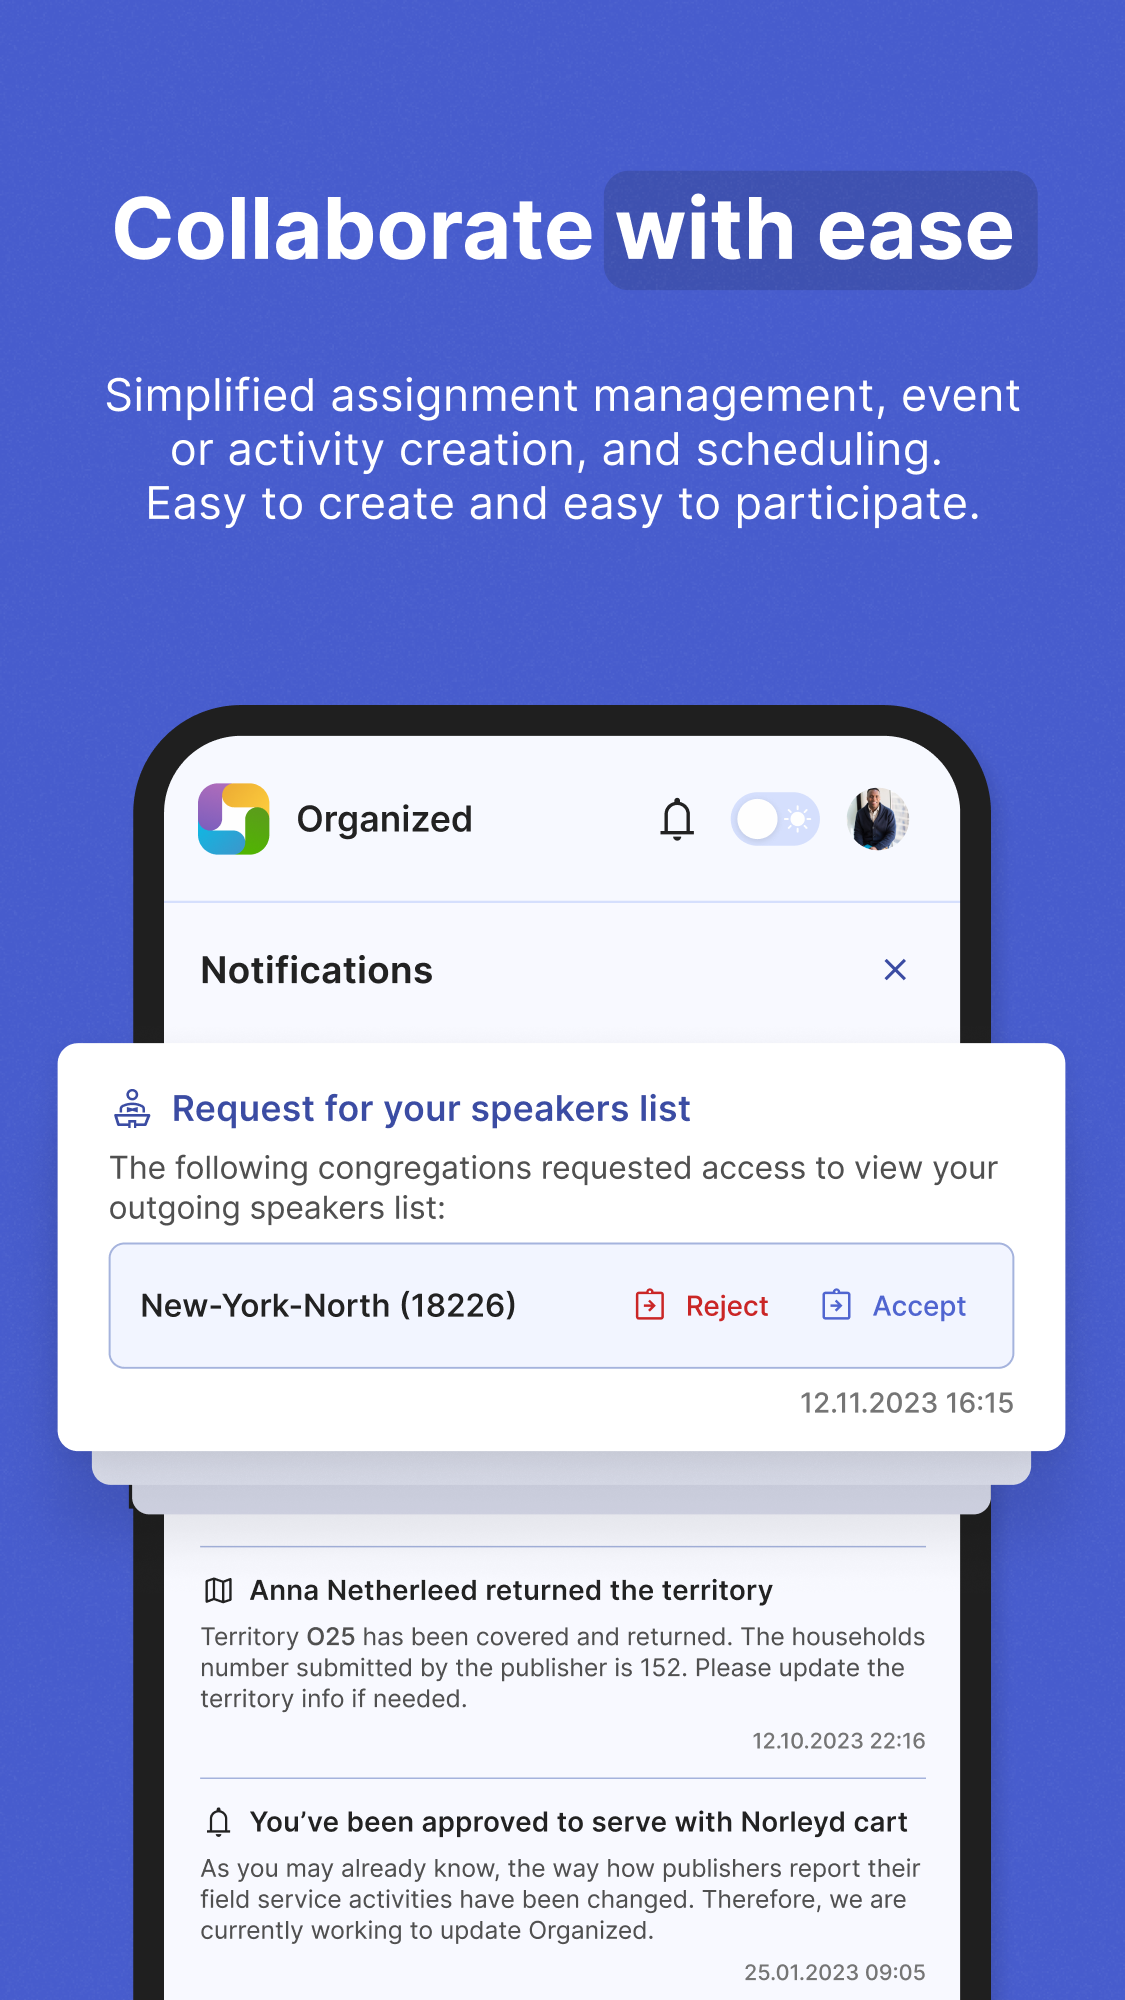 Collaborate with ease
Simplified assignment management, event
or activity creation, and scheduling.
Easy to create and easy to participate.
Organized
Notifications
Request for your speakers list
The following congregations requested access to view your
outgoing speakers list:
New-York-North (18226) Reject Accept
12.11.2023 16:15
Anna Netherleed returned the territory
Territory O25 has been covered and returned. The households
number submitted by the publisher is 152. Please update the
territory info if needed.
12.10.2023 22:16
You’ve been approved to serve with Norleyd cart
As you may already know, the way how publishers report their
field service activities have been changed. Therefore, we are
currently working to update Organized.
25.01.2023 09:05